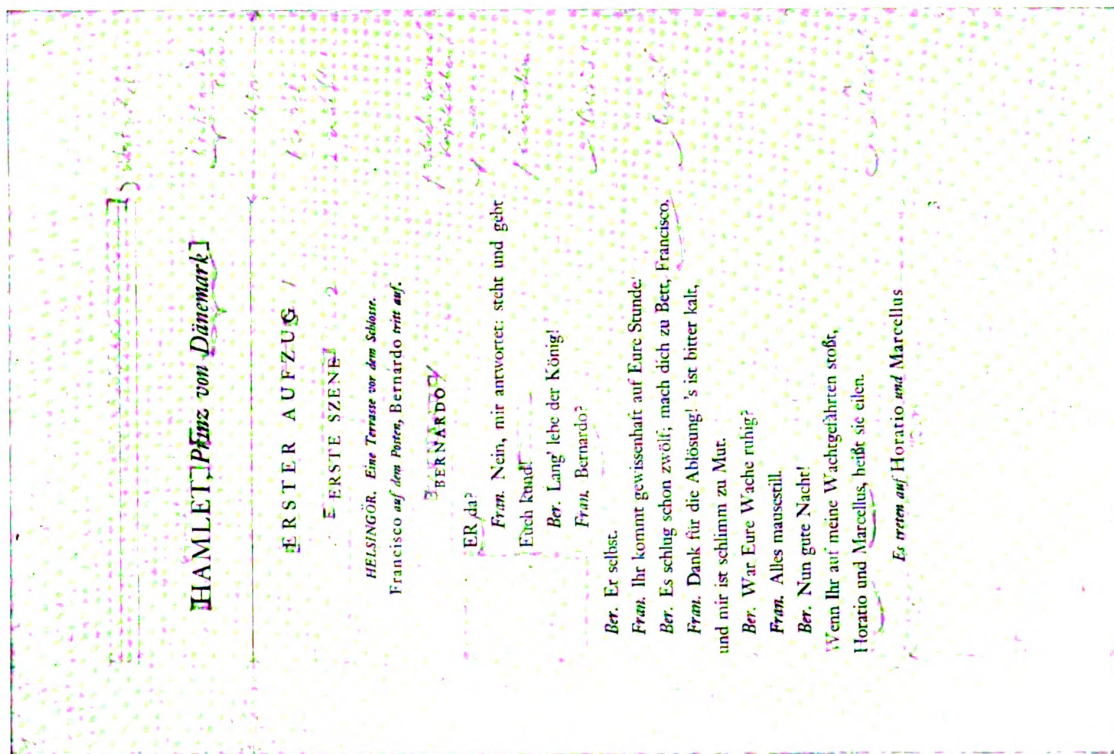 HAMLET, Prinz von Dänemark
ERSTER AUFZUG
ERSTE SZENE
HELSINGÖR. Eine Terrasse vor dem Schlosse.
Francisco auf dem Posten, Bernardo tritt auf.
BERNARDO
ER da?
Fran. Nein, mir antwortet: steht und gebt
Euch kund!
Ber. Lang' lebe der König!
Fran. Bernardo?
Ber. Er selbst.
Fran. Ihr kommt gewissenhaft auf Eure Stunde.
Ber. Es schlug schon zwölf; mach dich zu Bett, Francisco.
Fran. Dank für die Ablösung! 's ist bitter kalt,
und mir ist schlimm zu Mut.
Ber. War Eure Wache ruhig?
Fran. Alles mausestill.
Ber. Nun gute Nacht!
Wenn Ihr auf meine Wachtgefährten stoßt,
Horatio und Marcellus, heißt sie eilen.
Es treten auf Horatio und Marcellus